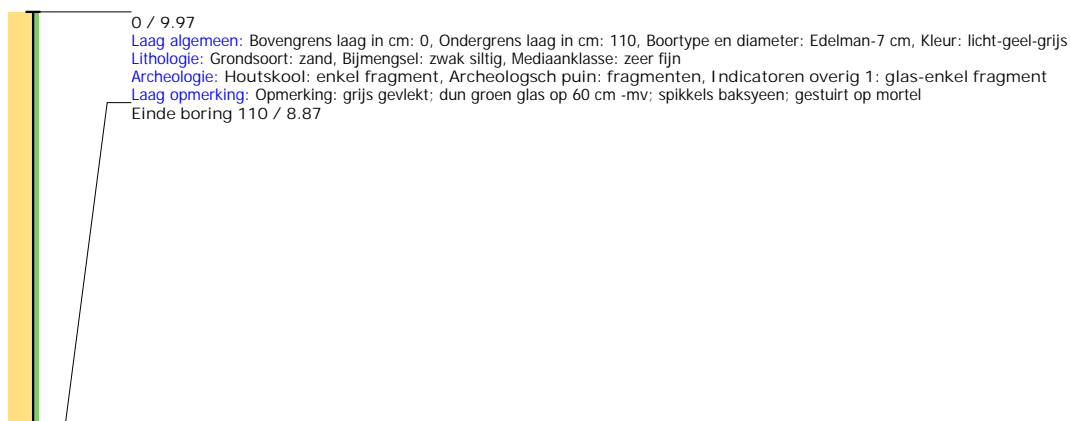 0 / 9.97
Laag algemeen: Bovengrens laag in cm: 0, Ondergrens laag in cm: 110, Boortype en diameter: Edelman-7 cm, Kleur: licht-geel-grijs
Lithologie: Grondsoort: zand, Bijmengsel: zwak siltig, Mediaanklasse: zeer fijn
Archeologie: Houtskool: enkel fragment, Archeologsch puin: fragmenten, Indicatoren overig 1: glas-enkel fragment
Laag opmerking: Opmerking: grijs gevlekt; dun groen glas op 60 cm -mv; spikkels baksyeen; gestuirt op mortel
Einde boring 110 / 8.87